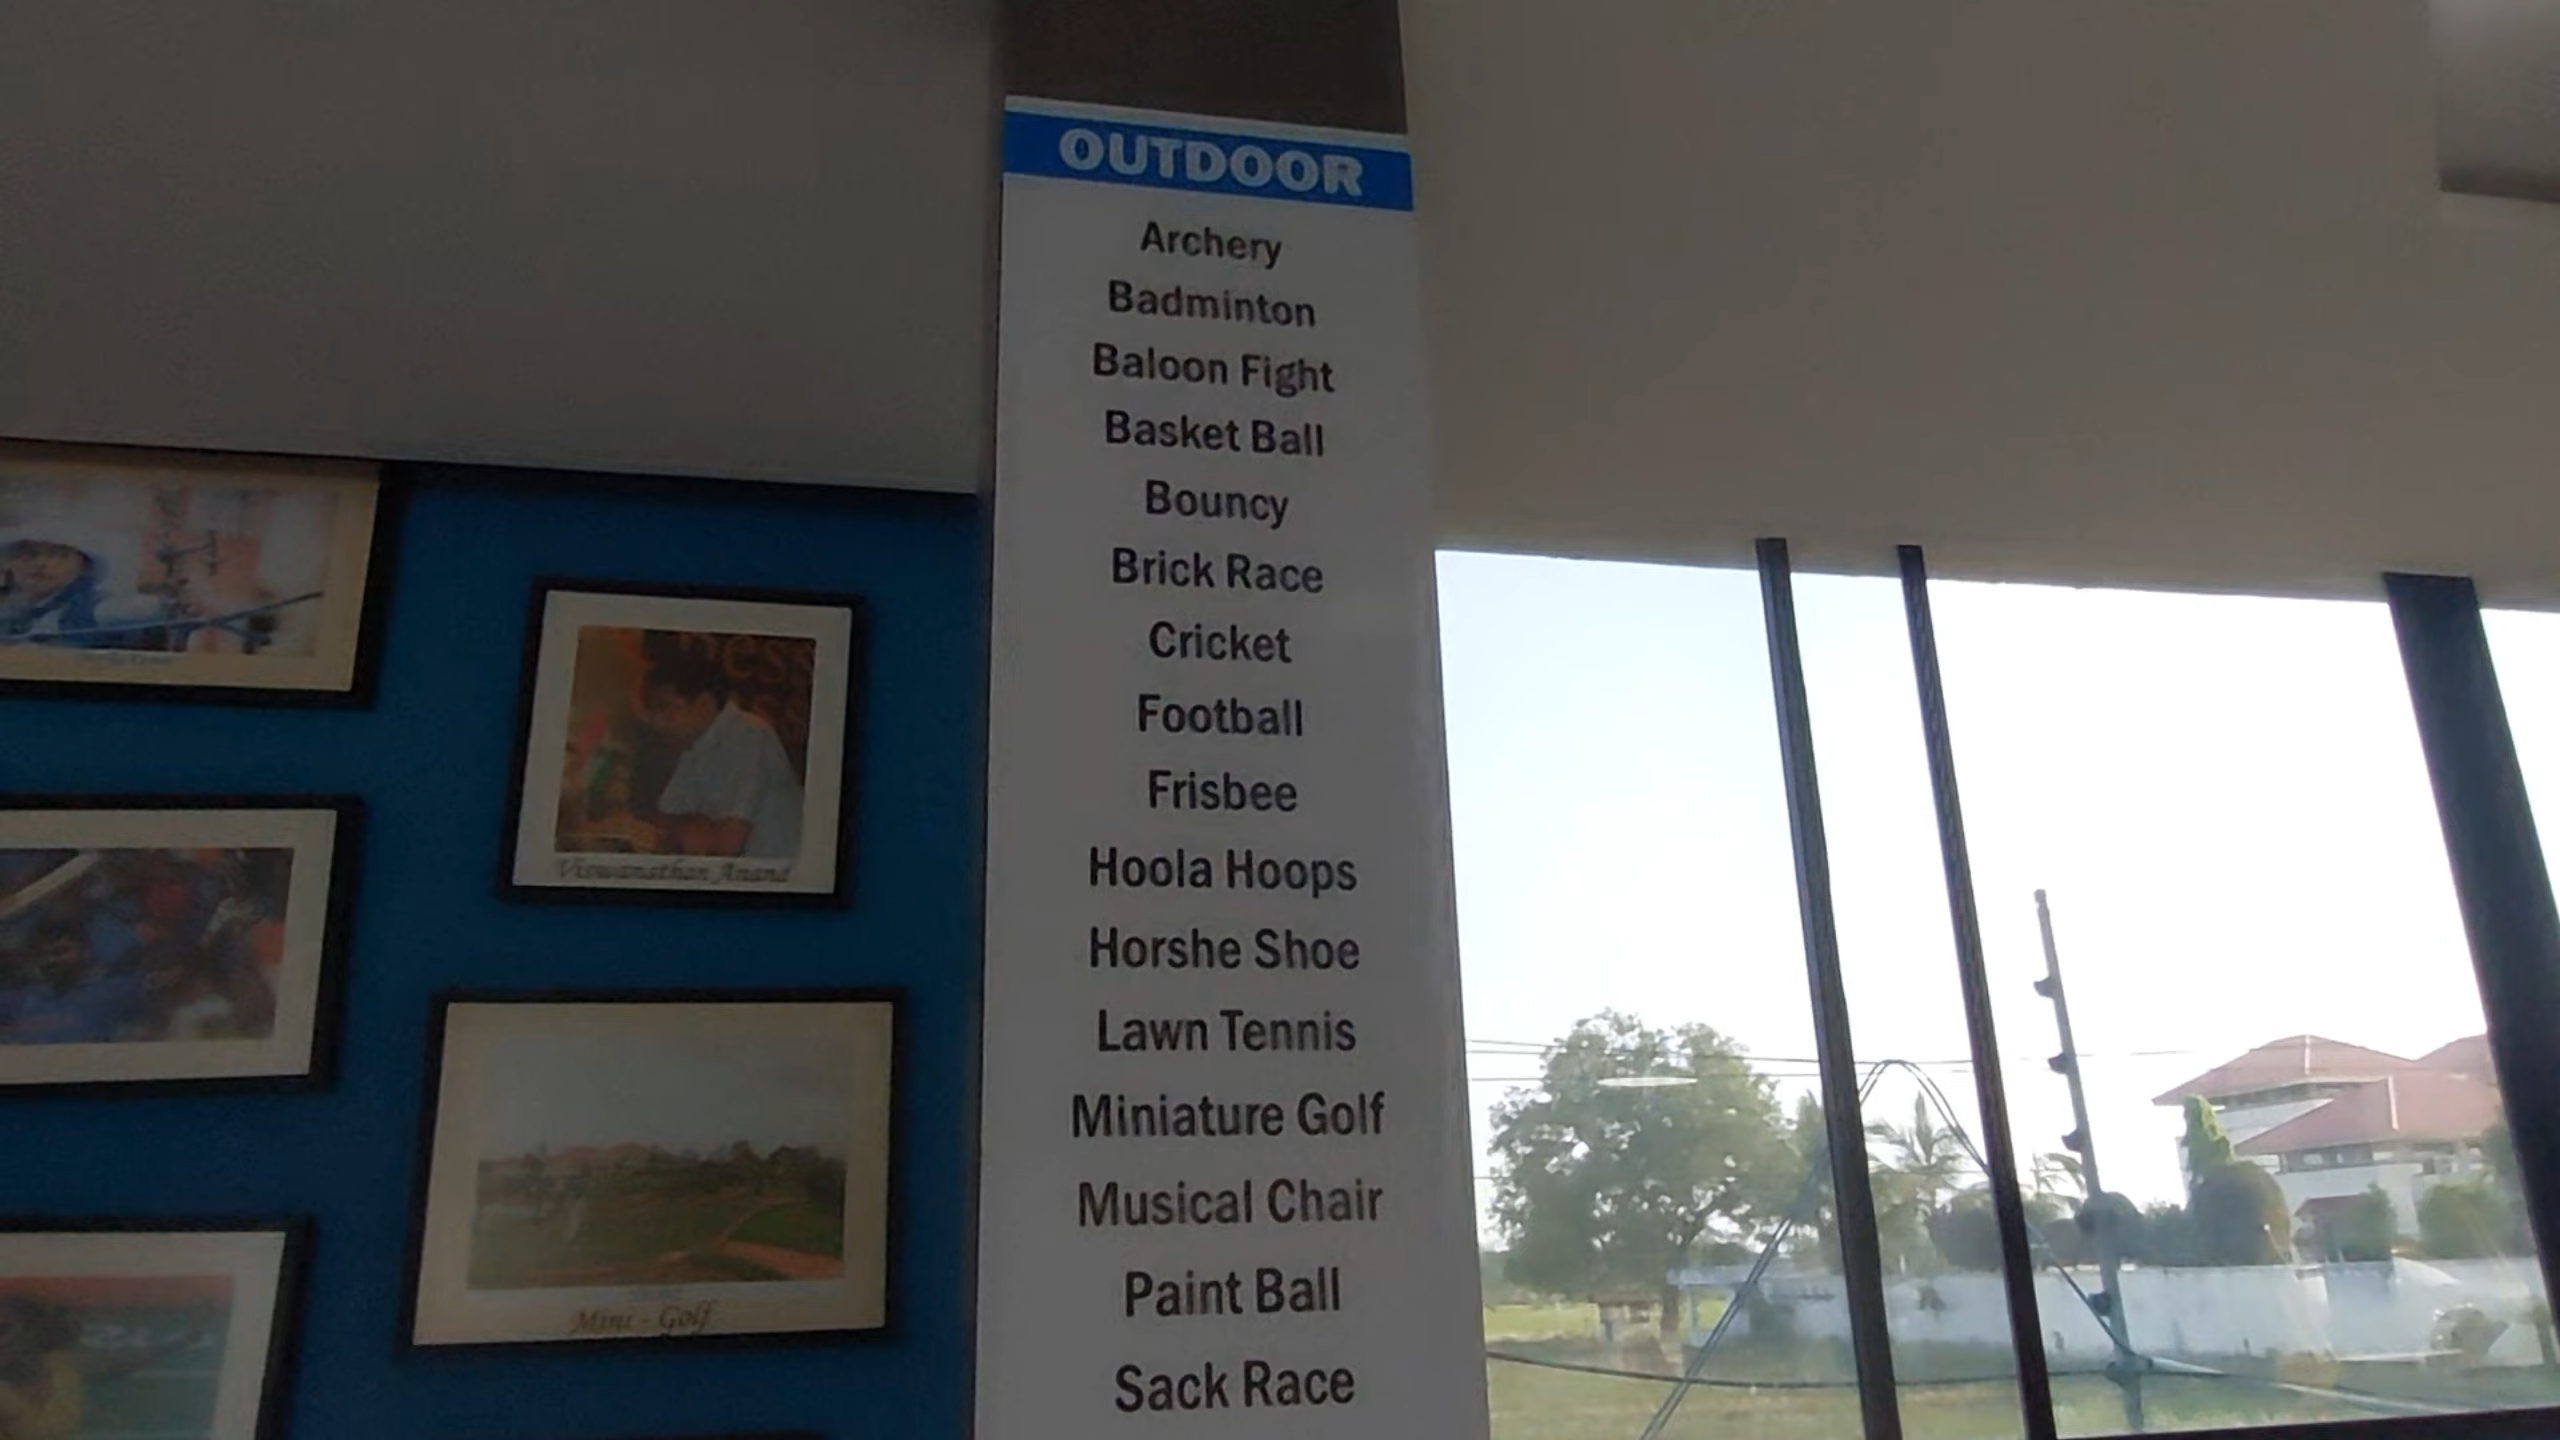 OUTDOOR
Archery
Badminton
Baloon Fight
Basket Ball
Bouncy
Brick Race
Cricket
Football
Frisbee
Hoola Hoops
Horshe Shoe
Lawn Tennis
Miniature Golf
Musical Chair
Paint Ball
Sack Race
ess
Viswanathan Anand
Mini - Golf